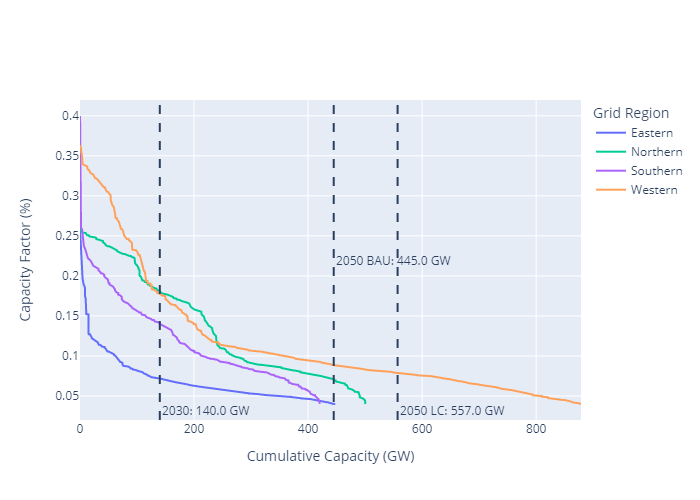 Grid Region
Eastern
Northern
Southern
Western
0.4
0.35
0.3
0.25
0.2
0.15
0.1
0.05
Capacity Factor (%)
2050 BAU: 445.0 GW
2030: 140.0 GW
2050 LC: 557.0 GW
0
200
400
600
800
Cumulative Capacity (GW)